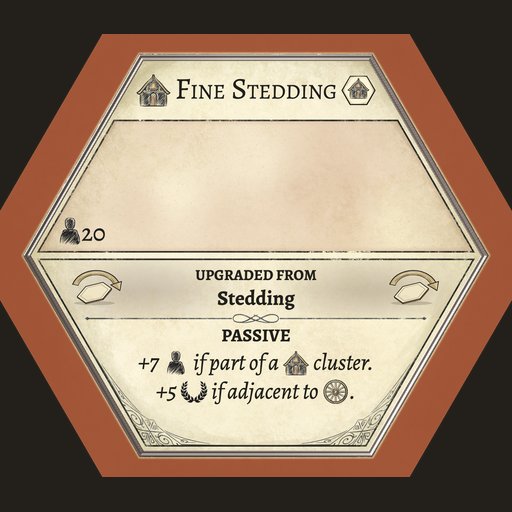 Fine Stedding
20
UPGRADED FROM
Stedding
PASSIVE
+7 if part of a cluster.
+5 if adjacent to .